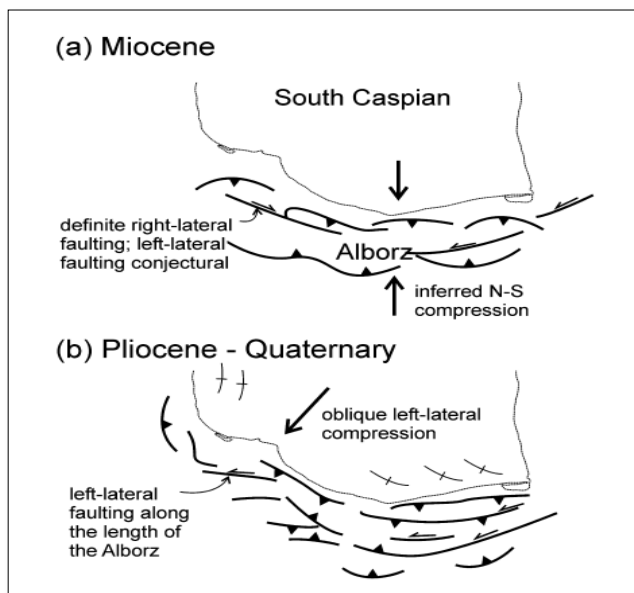 (a) Miocene
South Caspian
definite right-lateral
faulting; left-lateral
faulting conjectural
Alborz
inferred N-S
compression
(b) Pliocene - Quaternary
oblique left-lateral
compression
left-lateral
faulting along
the length of
the Alborz